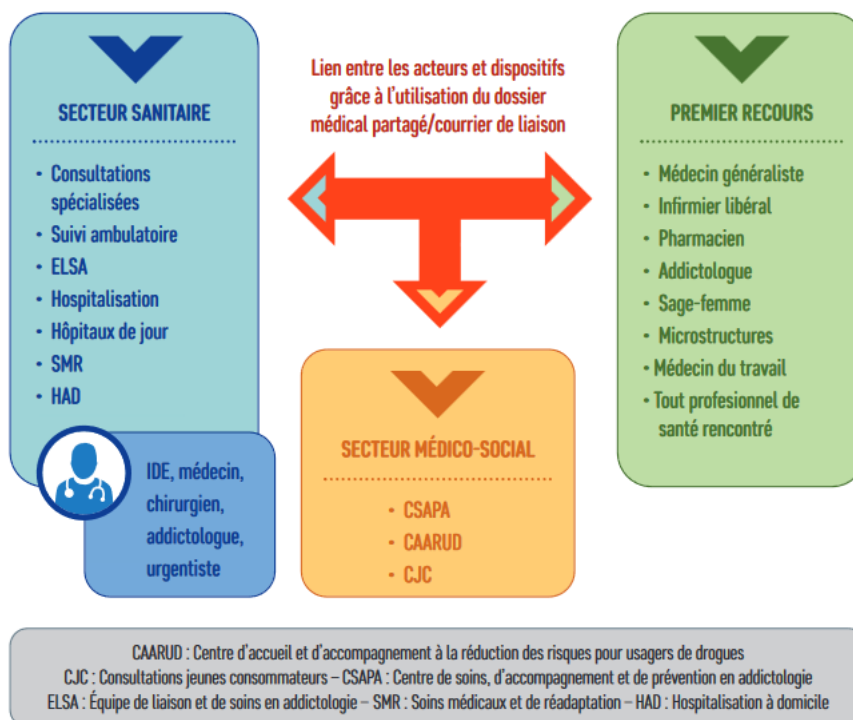 Lien entre les acteurs et dispositifs
grâce à l'utilisation du dossier
médical partagé/courrier de liaison
SECTEUR SANITAIRE
• Consultations
spécialisées
• Suivi ambulatoire
• ELSA
• Hospitalisation
• Hôpitaux de jour
• SMR
• HAD
IDE, médecin,
chirurgien,
addictologue,
urgentiste
SECTEUR MÉDICO-SOCIAL
• CSAPA
• CAARUD
• CJC
PREMIER RECOURS
• Médecin généraliste
• Infirmier libéral
• Pharmacien
• Addictologue
• Sage-femme
• Microstructures
• Médecin du travail
• Tout profesionnel de
santé rencontré
CAARUD : Centre d'accueil et d'accompagnement à la réduction des risques pour usagers de drogues
CJC : Consultations jeunes consommateurs – CSAPA : Centre de soins, d'accompagnement et de prévention en addictologie
ELSA : Équipe de liaison et de soins en addictologie – SMR : Soins médicaux et de réadaptation – HAD : Hospitalisation à domicile